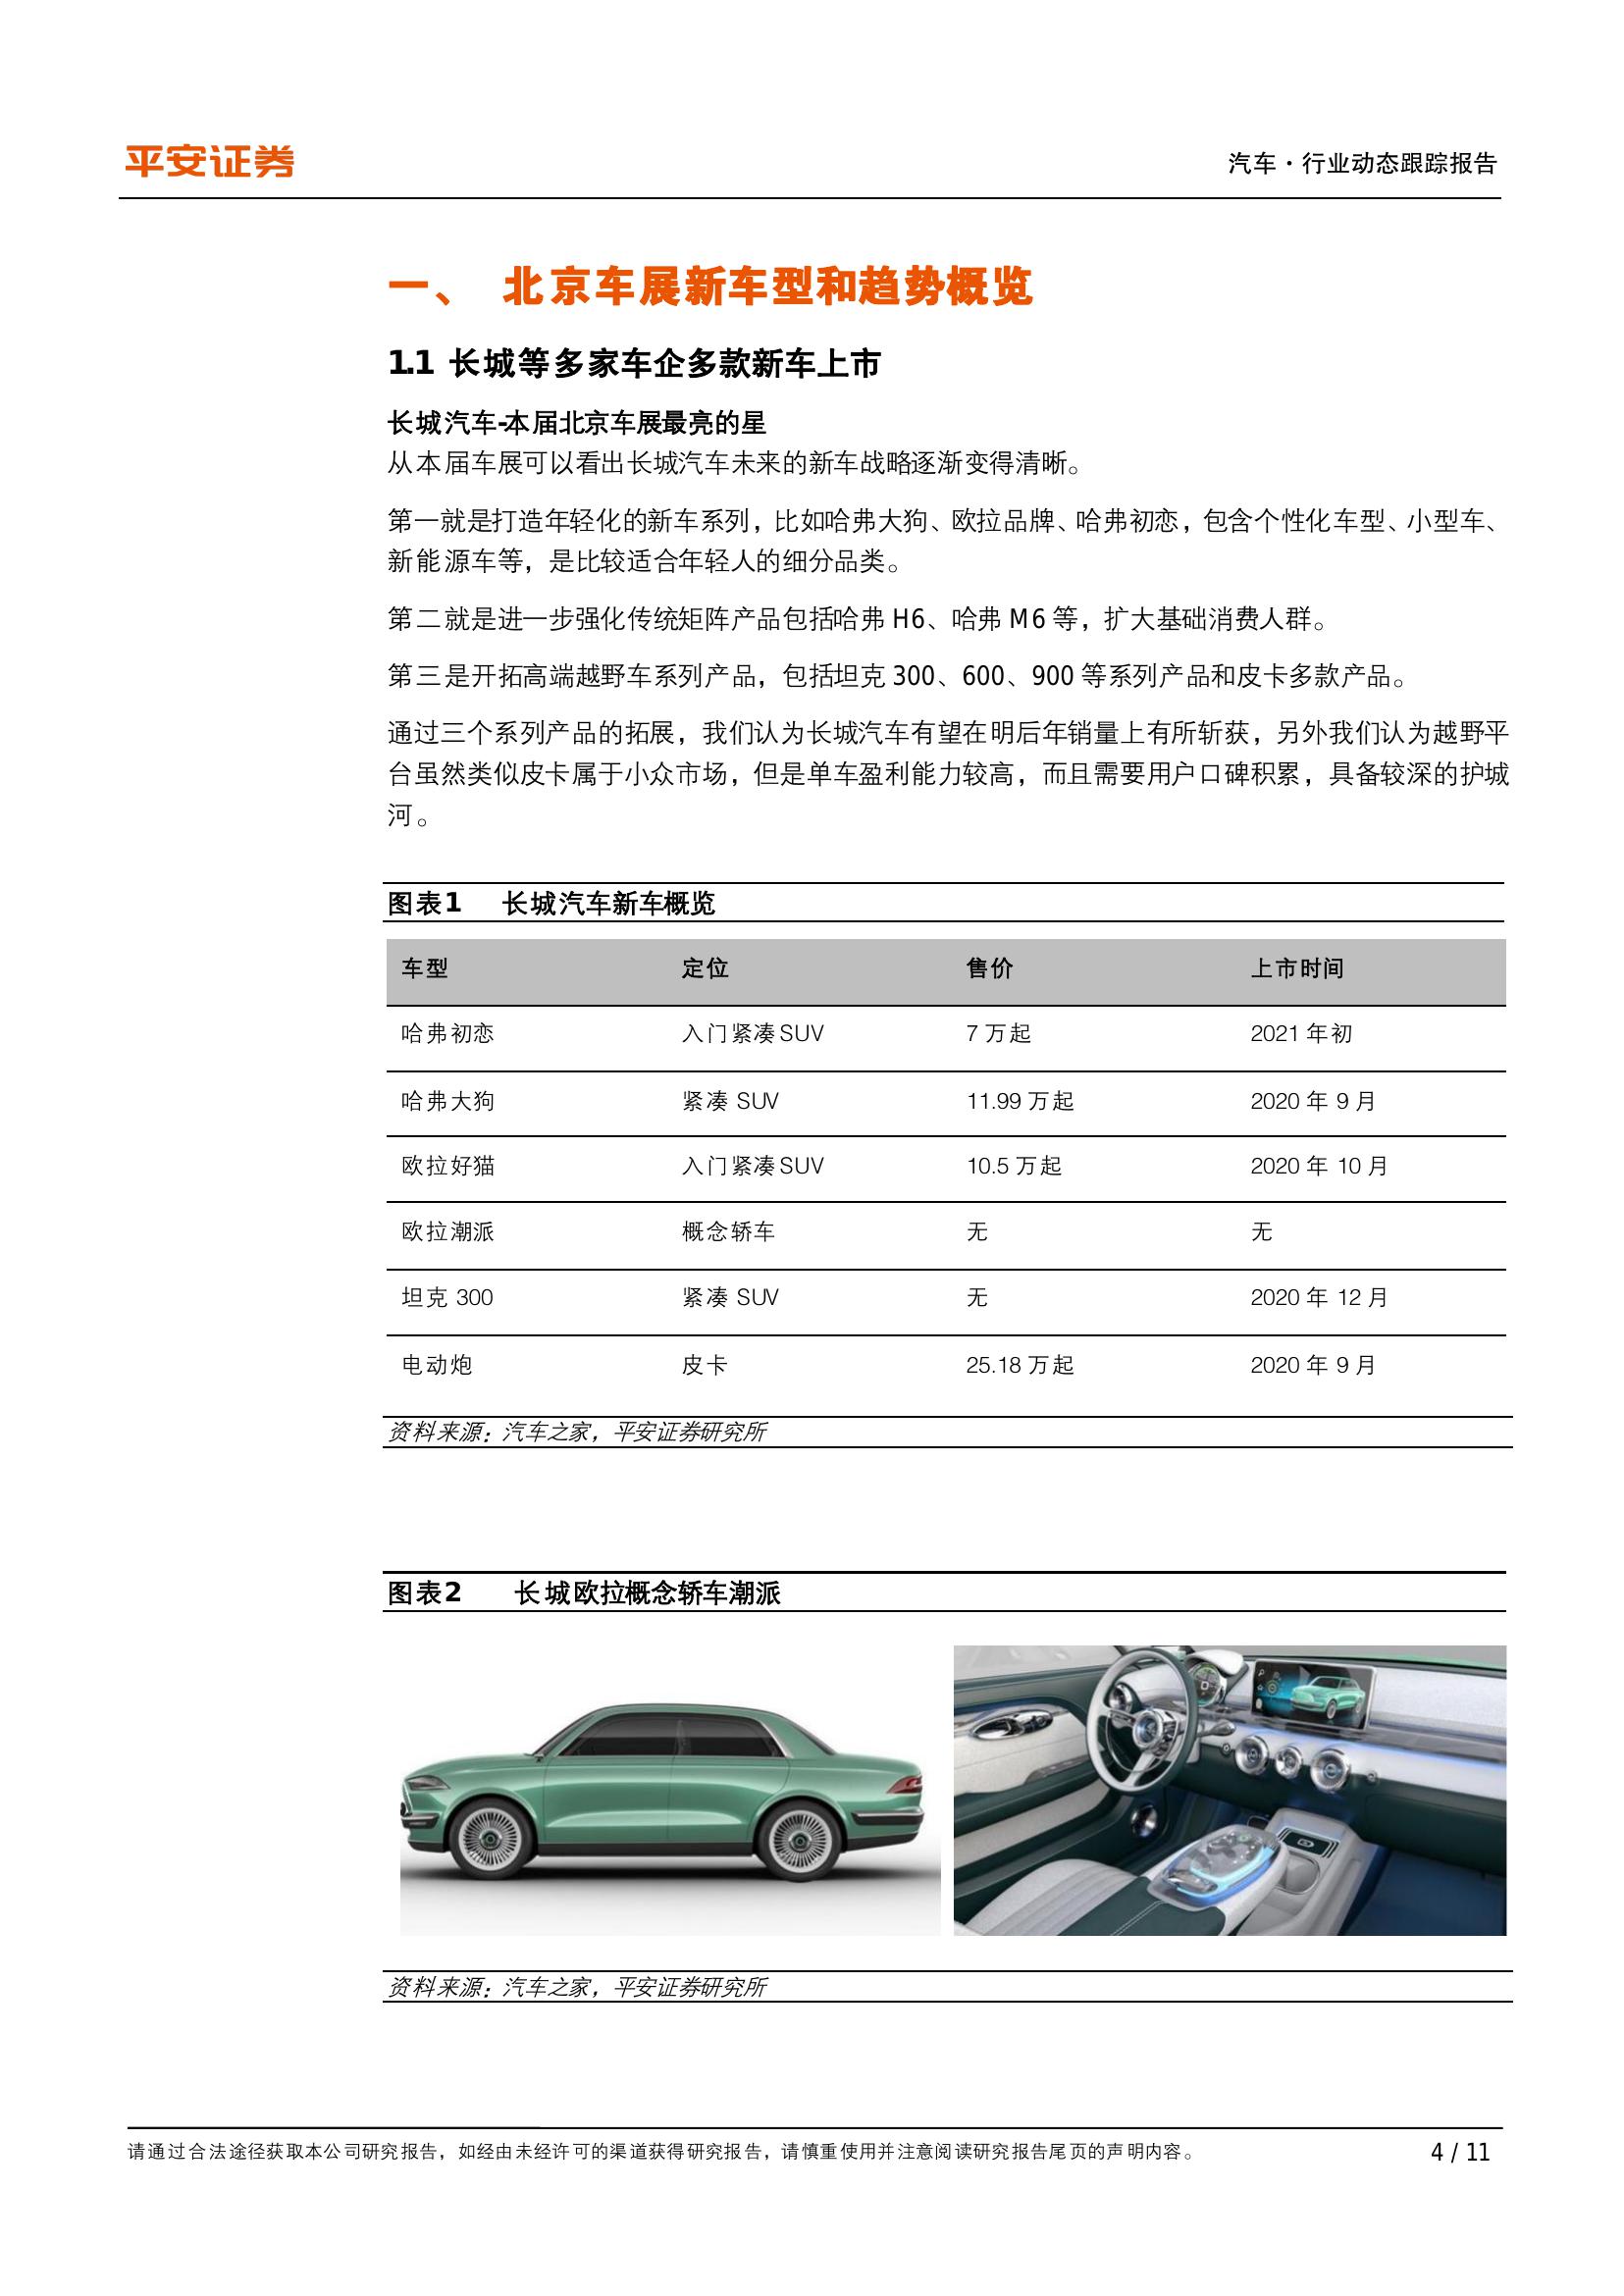 平安证券
汽车·行业动态跟踪报告
一、 北京车展新车型和趋势概览
1.1 长城等多家车企多款新车上市
长城汽车-本届北京车展最亮的星
从本届车展可以看出长城汽车未来的新车战略逐渐变得清晰。
第一就是打造年轻化的新车系列，比如哈弗大狗、欧拉品牌、哈弗初恋，包含个性化车型、小型车、
新能源车等，是比较适合年轻人的细分品类。
第二就是进一步强化传统矩阵产品包括哈弗 H6、哈弗 M6 等，扩大基础消费人群。
第三是开拓高端越野车系列产品，包括坦克 300、600、900 等系列产品和皮卡多款产品。
通过三个系列产品的拓展，我们认为长城汽车有望在明后年销量上有所斩获，另外我们认为越野平
台虽然类似皮卡属于小众市场，但是单车盈利能力较高，而且需要用户口碑积累，具备较深的护城
河。
图表1 长城汽车新车概览
车型 定位 售价 上市时间
哈弗初恋 入门紧凑 SUV 7 万起 2021 年初
哈弗大狗 紧凑 SUV 11.99 万起 2020 年 9 月
欧拉好猫 入门紧凑 SUV 10.5 万起 2020 年 10 月
欧拉潮派 概念轿车 无 无
坦克 300 紧凑 SUV 无 2020 年 12 月
电动炮 皮卡 25.18 万起 2020 年 9 月
资料来源：汽车之家，平安证券研究所
图表2 长城欧拉概念轿车潮派
资料来源：汽车之家，平安证券研究所
请通过合法途径获取本公司研究报告，如经由未经许可的渠道获得研究报告，请慎重使用并注意阅读研究报告尾页的声明内容。
4 / 11